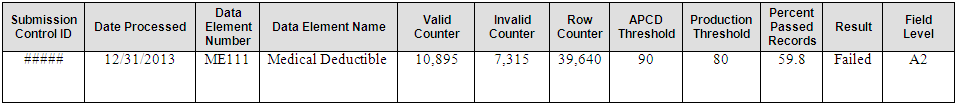 Submission Control ID | Date Processed | Data Element Number | Data Element Name | Valid Counter | Invalid Counter | Row Counter | APCD Threshold | Production Threshold | Percent Passed Records | Result | Field Level
##### | 12/31/2013 | ME111 | Medical Deductible | 10,895 | 7,315 | 39,640 | 90 | 80 | 59.8 | Failed | A2